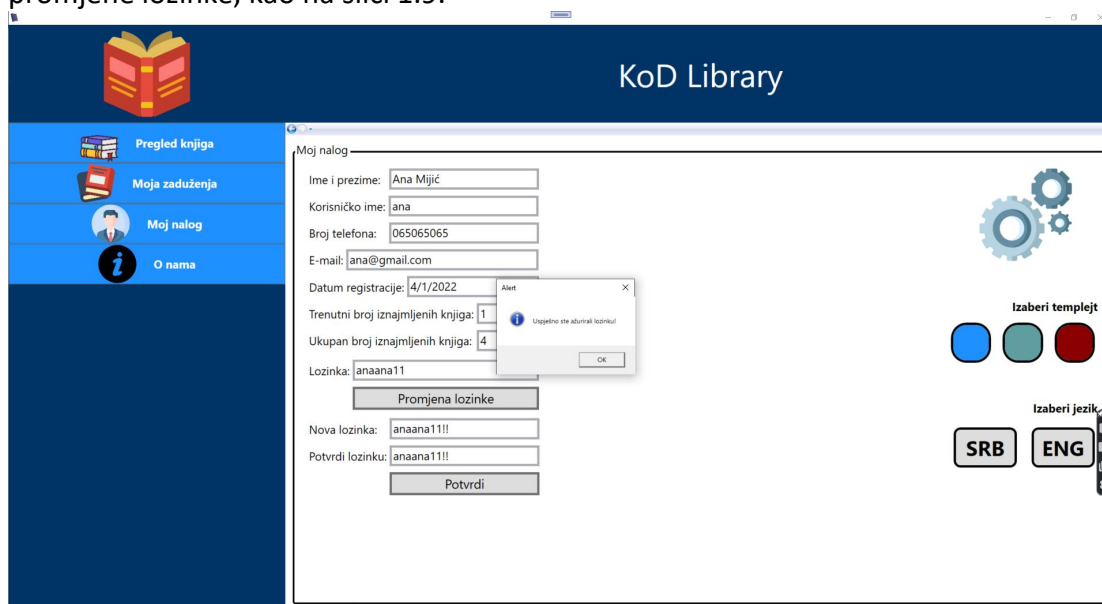 promjene lozinke, kao na slici 1.9.
KoD Library
Pregled knjiga
Moja zaduženja
Moj nalog
O nama
Moj nalog
Ime i prezime: Ana Mijić
Korisničko ime: ana
Broj telefona: 065065065
E-mail: ana@gmail.com
Datum registracije: 4/1/2022
Trenutni broj iznajmljenih knjiga: 1
Ukupan broj iznajmljenih knjiga: 4
Lozinka: anaana11
Promjena lozinke
Nova lozinka: anaana11!!
Potvrdi lozinku: anaana11!!
Potvrdi
Alert
Uspješno ste ažurirali lozinku!
OK
Izaberi templejt
Izaberi jezik
SRB ENG